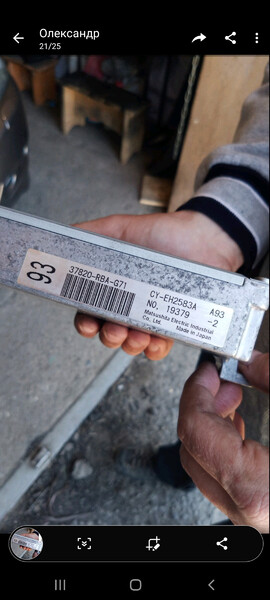 Олександр
21/25
93
37820-RBA-G71
CY-EH2583A A93
NO. 19379 -2
Matsushita Electric Industrial
Co., Ltd. Made in Japan